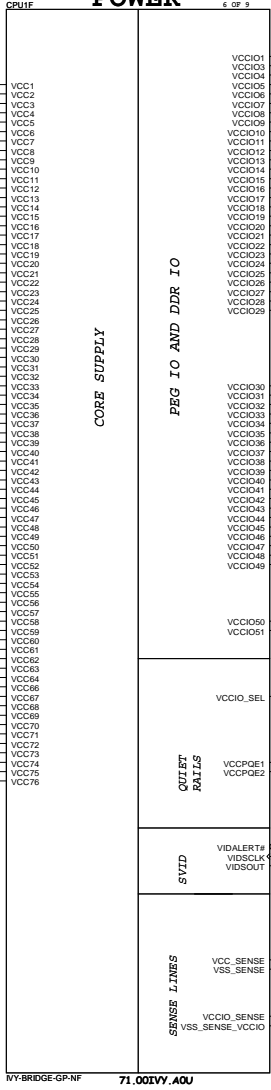 CPU1F
POWER
6 OF 9
VCC1
VCC2
VCC3
VCC4
VCC5
VCC6
VCC7
VCC8
VCC9
VCC10
VCC11
VCC12
VCC13
VCC14
VCC15
VCC16
VCC17
VCC18
VCC19
VCC20
VCC21
VCC22
VCC23
VCC24
VCC25
VCC26
VCC27
VCC28
VCC29
VCC30
VCC31
VCC32
VCC33
VCC34
VCC35
VCC36
VCC37
VCC38
VCC39
VCC40
VCC41
VCC42
VCC43
VCC44
VCC45
VCC46
VCC47
VCC48
VCC49
VCC50
VCC51
VCC52
VCC53
VCC54
VCC55
VCC56
VCC57
VCC58
VCC59
VCC60
VCC61
VCC62
VCC63
VCC64
VCC66
VCC67
VCC68
VCC69
VCC70
VCC71
VCC72
VCC73
VCC74
VCC75
VCC76
CORE SUPPLY
PEG IO AND DDR IO
VCCIO1
VCCIO3
VCCIO4
VCCIO5
VCCIO6
VCCIO7
VCCIO8
VCCIO9
VCCIO10
VCCIO11
VCCIO12
VCCIO13
VCCIO14
VCCIO15
VCCIO16
VCCIO17
VCCIO18
VCCIO19
VCCIO20
VCCIO21
VCCIO22
VCCIO23
VCCIO24
VCCIO25
VCCIO26
VCCIO27
VCCIO28
VCCIO29
VCCIO30
VCCIO31
VCCIO32
VCCIO33
VCCIO34
VCCIO35
VCCIO36
VCCIO37
VCCIO38
VCCIO39
VCCIO40
VCCIO41
VCCIO42
VCCIO43
VCCIO44
VCCIO45
VCCIO46
VCCIO47
VCCIO48
VCCIO49
VCCIO50
VCCIO51
QUIET
RAILS
VCCIO_SEL
VCCPQE1
VCCPQE2
SVID
VIDALERT#
VIDSCLK
VIDSOUT
SENSE LINES
VCC_SENSE
VSS_SENSE
VCCIO_SENSE
VSS_SENSE_VCCIO
IVY-BRIDGE-GP-NF
71.00IVY.A0U